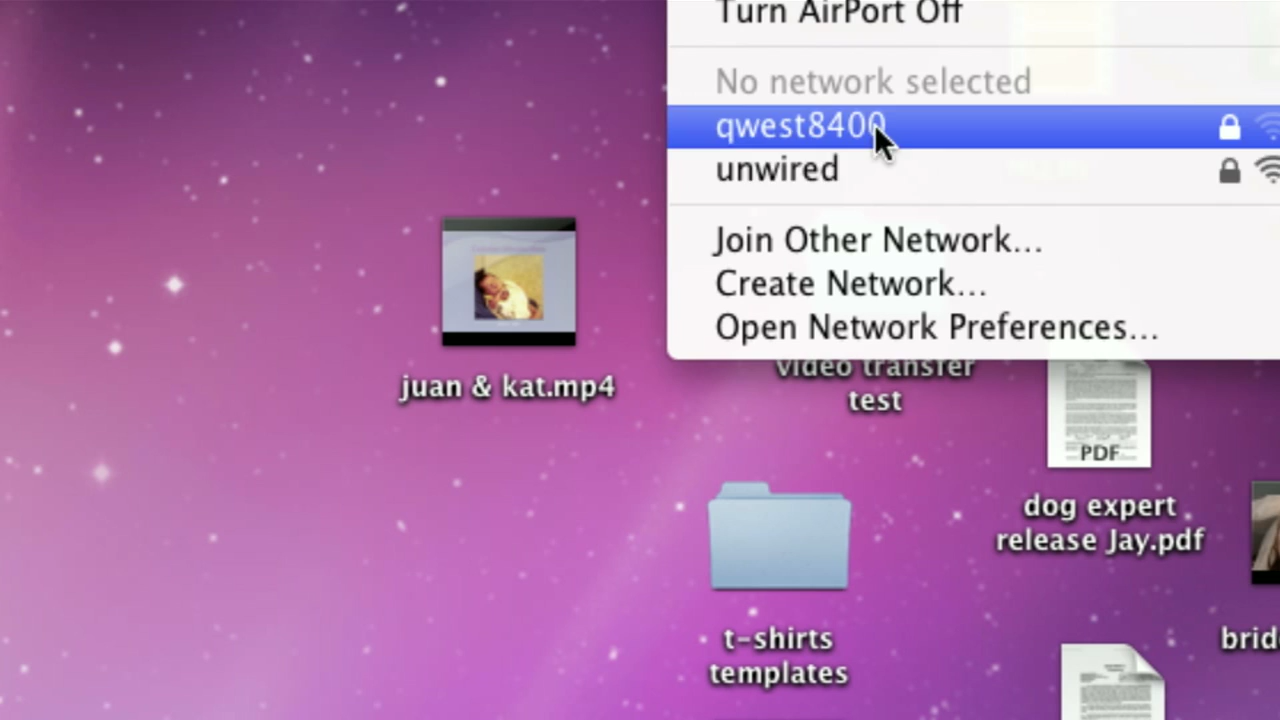 Turn AirPort Off
No network selected
qwest8400
unwired
Join Other Network...
Create Network...
Open Network Preferences...
juan & kat.mp4
video transfer
test
PDF
dog expert
release Jay.pdf
t-shirts
templates
brid